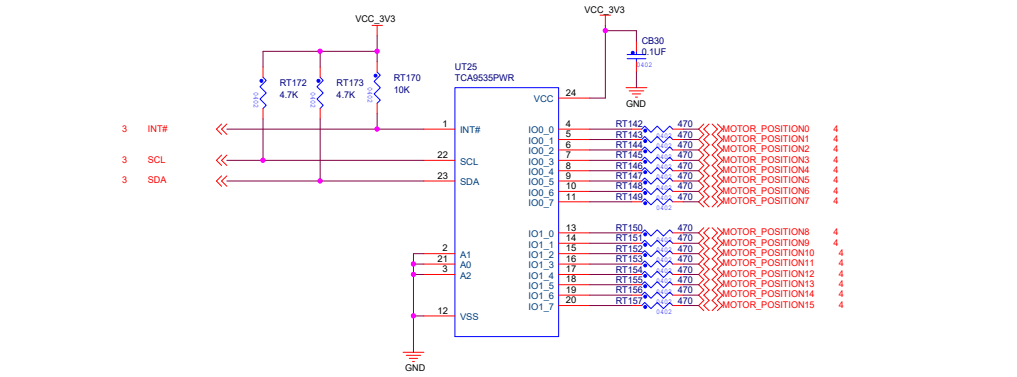 VCC_3V3
VCC_3V3
CB30
0.1UF
0402
GND
RT172
4.7K
0402
RT173
4.7K
0402
RT170
10K
0402
UT25
TCA9535PWR
VCC 24
3 INT# 1 INT#
3 SCL 22 SCL
3 SDA 23 SDA
2 A1
21 A0
3 A2
12 VSS
GND
IO0_0 4 RT142 470 MOTOR_POSITION0 4
IO0_1 5 RT143 470 MOTOR_POSITION1 4
IO0_2 6 RT144 470 MOTOR_POSITION2 4
IO0_3 7 RT145 470 MOTOR_POSITION3 4
IO0_4 8 RT146 470 MOTOR_POSITION4 4
IO0_5 9 RT147 470 MOTOR_POSITION5 4
IO0_6 10 RT148 470 MOTOR_POSITION6 4
IO0_7 11 RT149 470 MOTOR_POSITION7 4
0402
IO1_0 13 RT150 470 MOTOR_POSITION8 4
IO1_1 14 RT151 470 MOTOR_POSITION9 4
IO1_2 15 RT152 470 MOTOR_POSITION10 4
IO1_3 16 RT153 470 MOTOR_POSITION11 4
IO1_4 17 RT154 470 MOTOR_POSITION12 4
IO1_5 18 RT155 470 MOTOR_POSITION13 4
IO1_6 19 RT156 470 MOTOR_POSITION14 4
IO1_7 20 RT157 470 MOTOR_POSITION15 4
0402